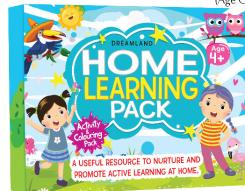 DREAMLAND
HOME
LEARNING
PACK
Age
4+
Activity
Colouring
Pack
A USEFUL RESOURCE TO NURTURE AND
PROMOTE ACTIVE LEARNING AT HOME.